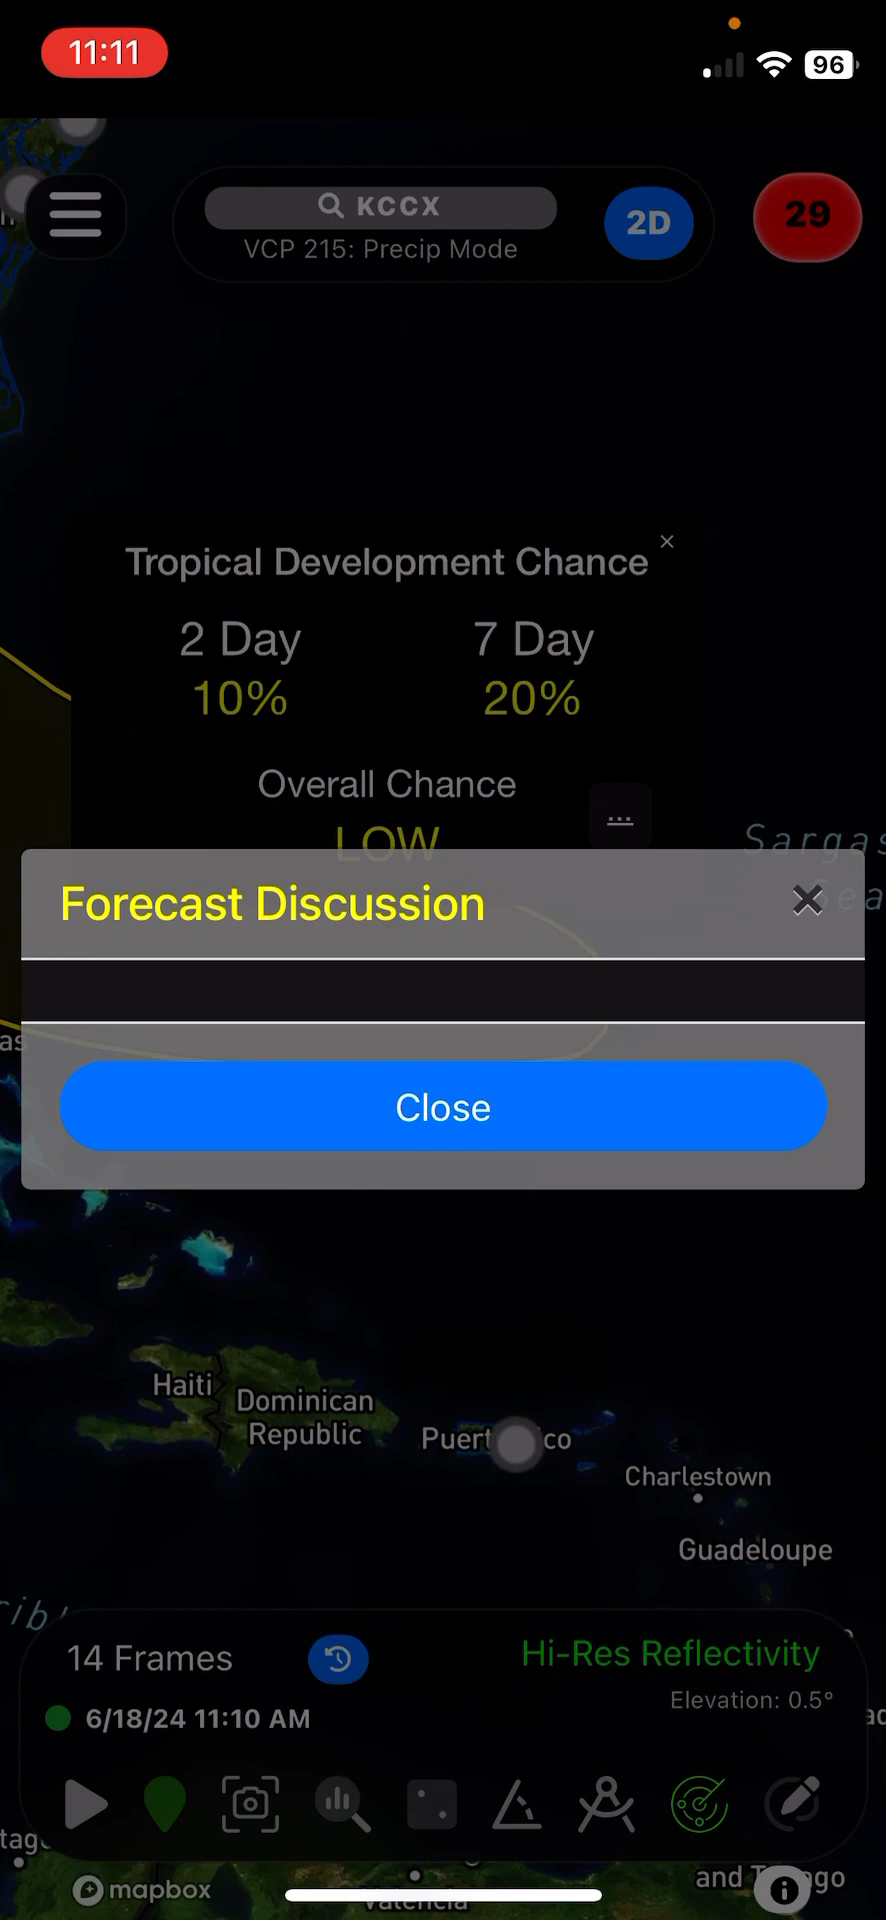 11:11
96
KCCX
VCP 215: Precip Mode
2D
29
Tropical Development Chance
2 Day
7 Day
10%
20%
Overall Chance
LOW
...
Forecast Discussion
Close
Haiti
Dominican
Republic
Charlestown
Guadeloupe
14 Frames
Hi-Res Reflectivity
Elevation: 0.5°
6/18/24 11:10 AM
mapbox
and